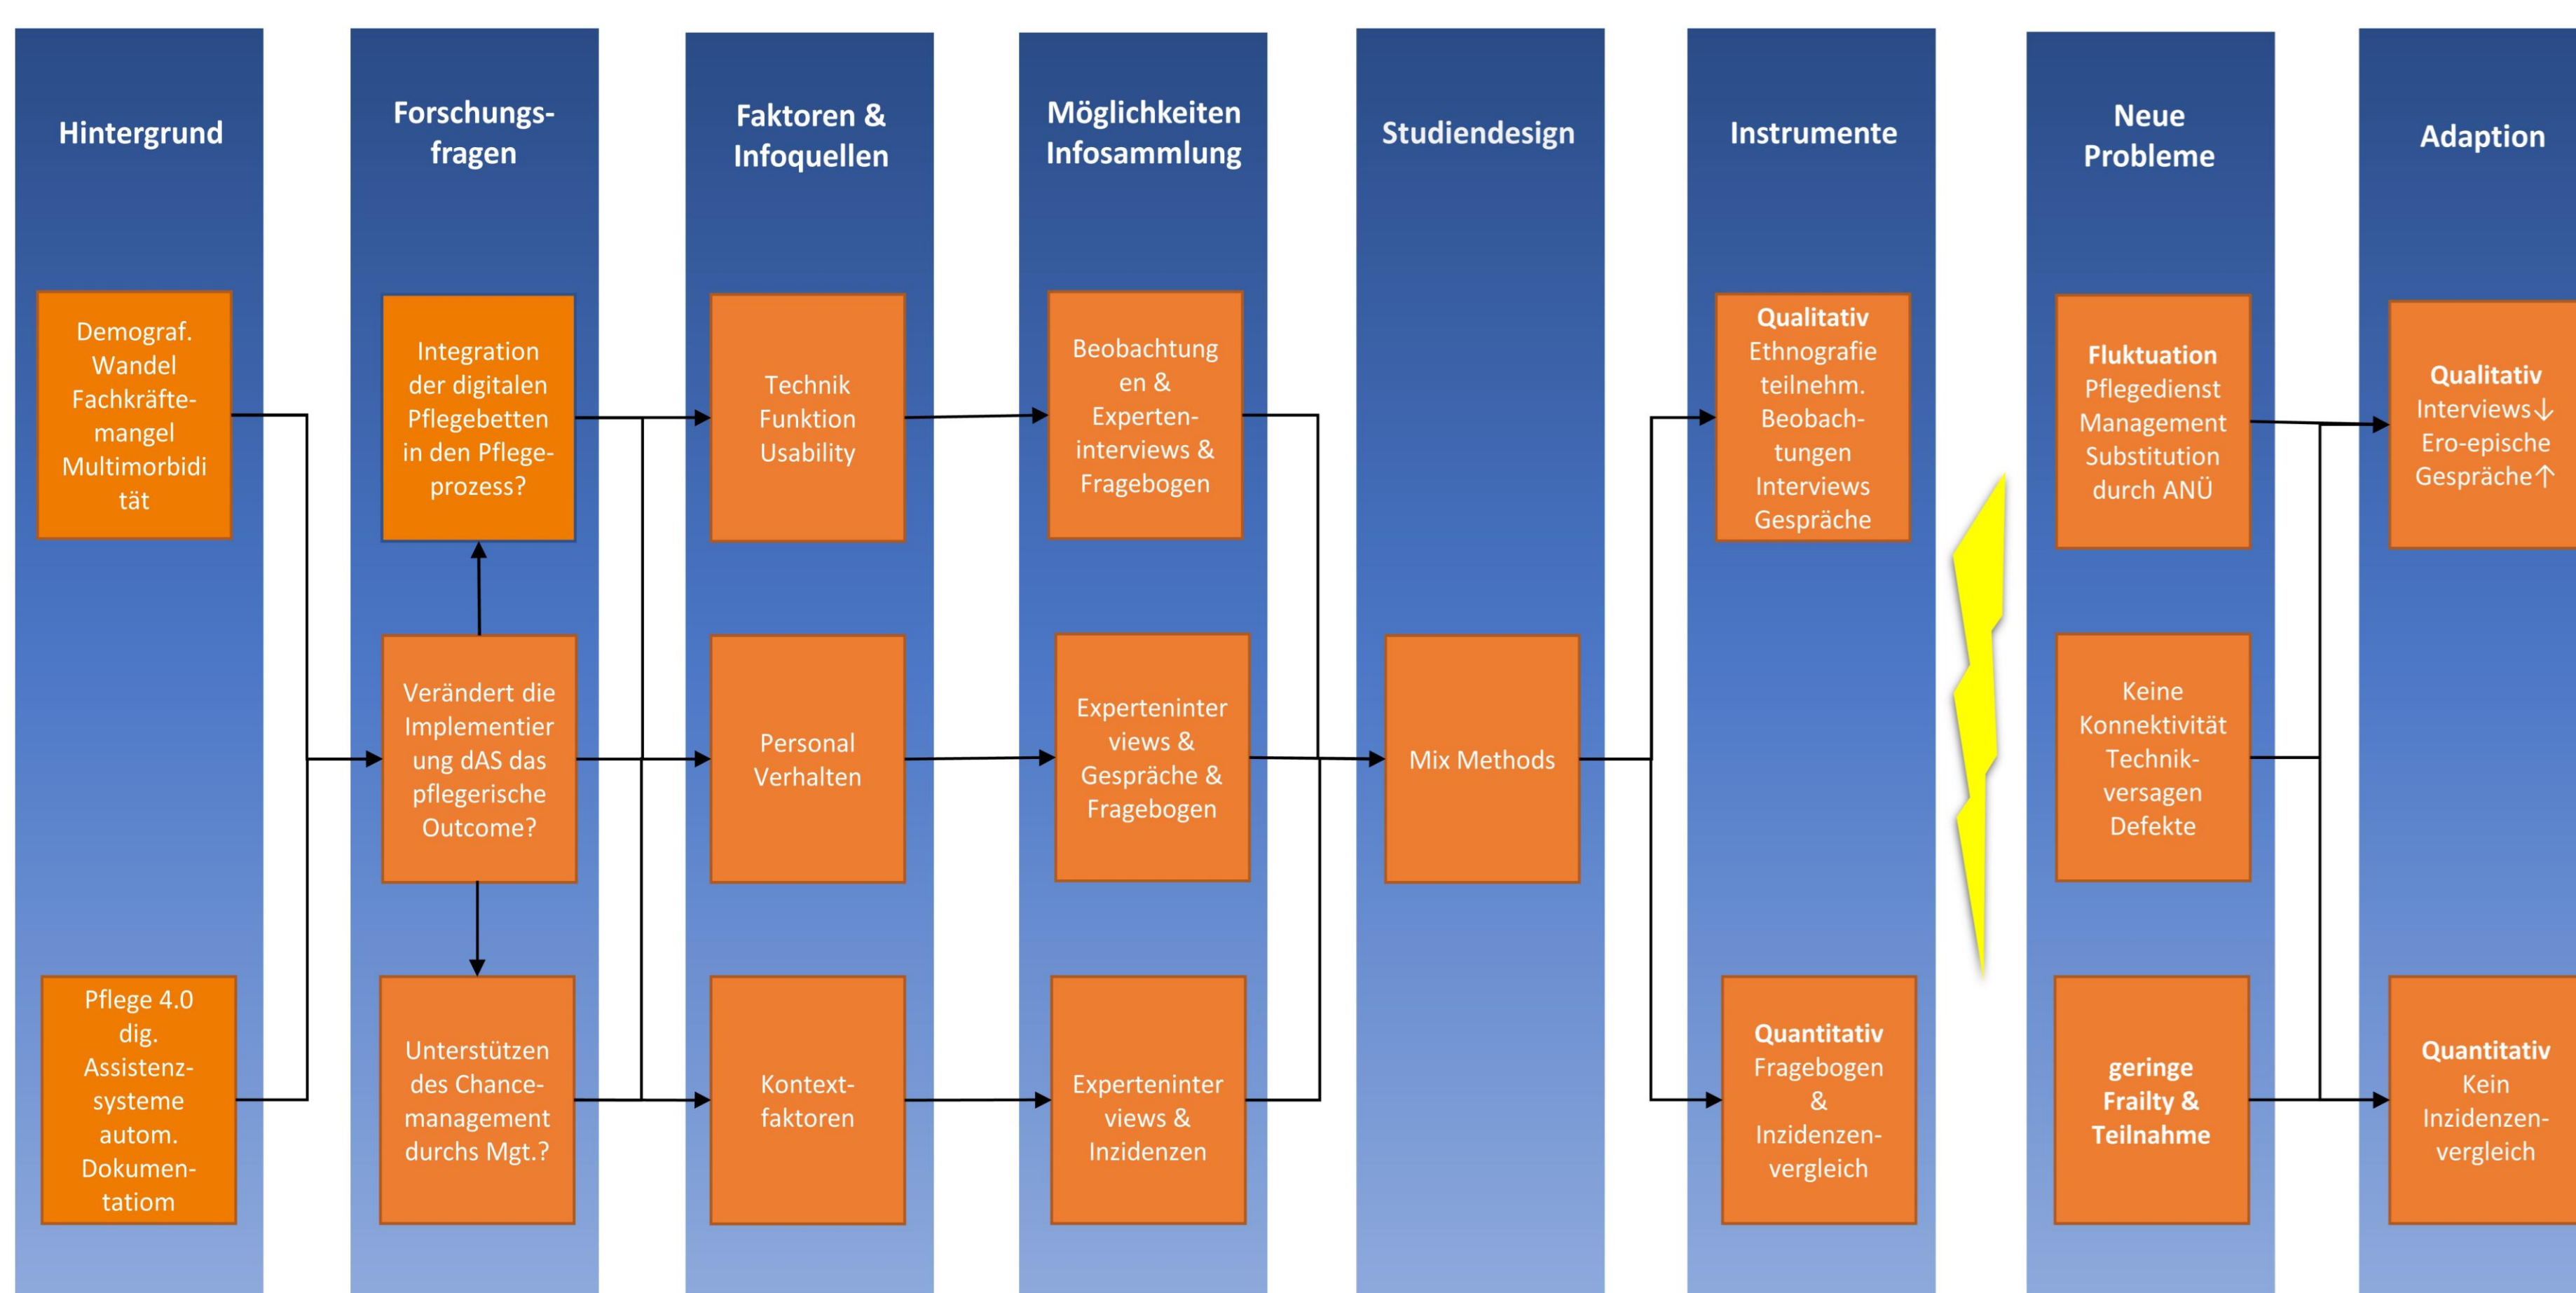 Hintergrund
Demograf.
Wandel
Fachkräfte-
mangel
Multimorbidi
tät
Pflege 4.0
dig.
Assistenz-
systeme
autom.
Dokumen-
tatiom
Forschungs-
fragen
Integration
der digitalen
Pflegebetten
in den Pflege-
prozess?
Verändert die
Implementier
ung dAS das
pflegerische
Outcome?
Unterstützen
des Chance-
management
durchs Mgt.?
Faktoren &
Infoquellen
Technik
Funktion
Usability
Personal
Verhalten
Kontext-
faktoren
Möglichkeiten
Infosammlung
Beobachtung
en &
Experten-
interviews &
Fragebogen
Experteninter
views &
Gespräche &
Fragebogen
Experteninter
views &
Inzidenzen
Studiendesign
Mix Methods
Instrumente
Qualitativ
Ethnografie
teilnehm.
Beobach-
tungen
Interviews
Gespräche
Quantitativ
Fragebogen
&
Inzidenzen-
vergleich
Neue
Probleme
Fluktuation
Pflegedienst
Management
Substitution
durch ANÜ
Keine
Konnektivität
Technik-
versagen
Defekte
geringe
Frailty &
Teilnahme
Adaption
Qualitativ
Interviews↓
Ero-epische
Gespräche↑
Quantitativ
Kein
Inzidenzen-
vergleich